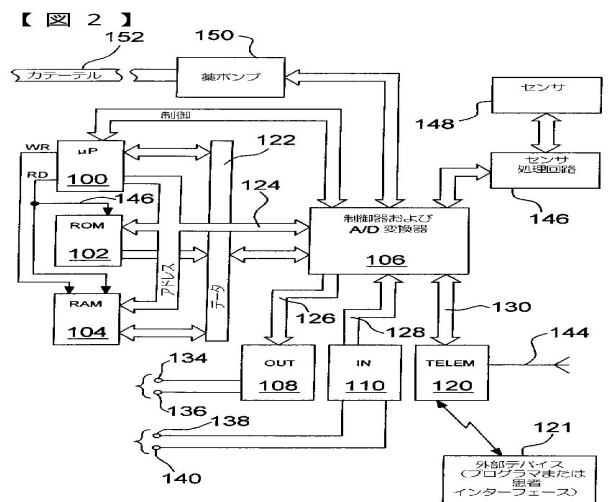 【 図 2 】
152
150
カテーテル
薬ポンプ
センサ
148
制御
122
WR
μP
100
RD
146
124
センサ
処理回路
146
ROM
102
制御器および
A/D 変換器
106
アドレス
データ
RAM
104
126
128
130
134
136
OUT
108
IN
110
TELEM
120
144
138
140
121
外部デバイス
(プログラマまたは
患者
インターフェース)